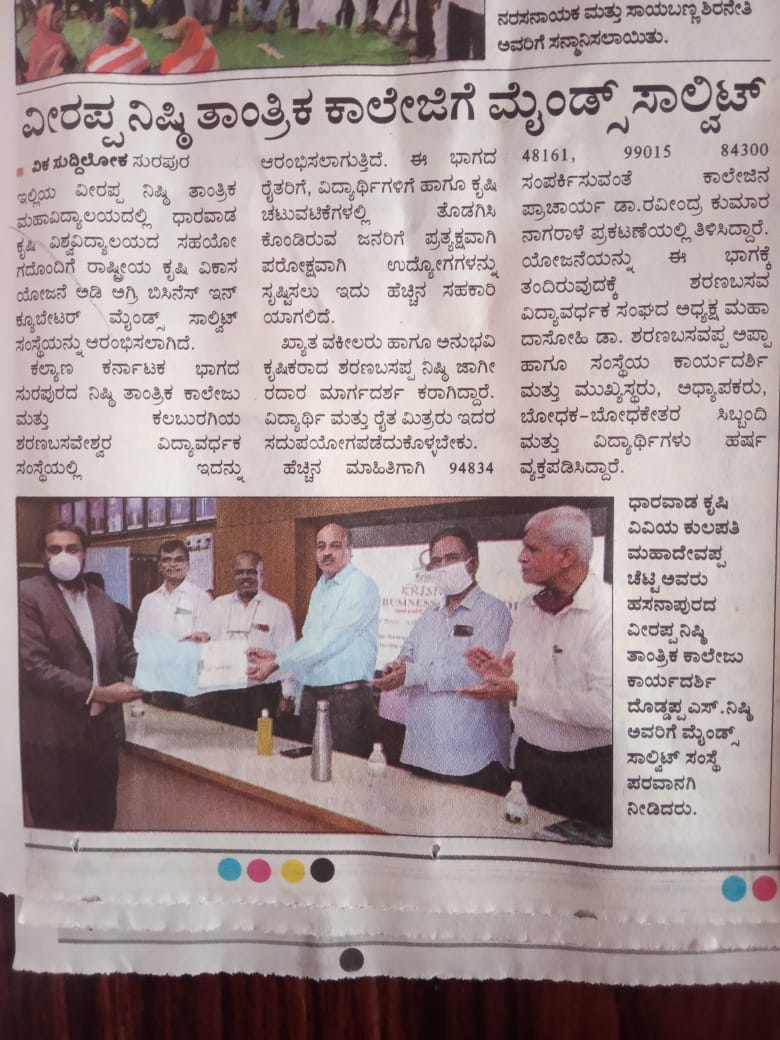 ನರಸನಾಯಕ ಮತ್ತು ಸಾಯಬಣ್ಣ ಶಿರನೇತಿ
ಅವರಿಗೆ ಸನ್ಮಾನಿಸಲಾಯಿತು.
ವೀರಪ್ಪ ನಿಷ್ಠಿ ತಾಂತ್ರಿಕ ಕಾಲೇಜಿಗೆ ಮೈಂಡ್ಸ್ ಸಾಲ್ವಿಟ್
ವಿಕ ಸುದ್ದಿಲೋಕ ಸುರಪುರ
ಇಲ್ಲಿಯ ವೀರಪ್ಪ ನಿಷ್ಠಿ ತಾಂತ್ರಿಕ
ಮಹಾವಿದ್ಯಾಲಯದಲ್ಲಿ ಧಾರವಾಡ
ಕೃಷಿ ವಿಶ್ವವಿದ್ಯಾಲಯದ ಸಹಯೋ
ಗದೊಂದಿಗೆ ರಾಷ್ಟ್ರೀಯ ಕೃಷಿ ವಿಕಾಸ
ಯೋಜನೆ ಅಡಿ ಅಗ್ರಿ ಬಿಸಿನೆಸ್ ಇನ್
ಕ್ಯೂಬೇಟರ್ ಮೈಂಡ್ಸ್ ಸಾಲ್ವಿಟ್
ಸಂಸ್ಥೆಯನ್ನು ಆರಂಭಿಸಲಾಗಿದೆ.
ಕಲ್ಯಾಣ ಕರ್ನಾಟಕ ಭಾಗದ
ಸುರಪುರದ ನಿಷ್ಠಿ ತಾಂತ್ರಿಕ ಕಾಲೇಜು
ಮತ್ತು ಕಲಬುರಗಿಯ
ಶರಣಬಸವೇಶ್ವರ ವಿದ್ಯಾವರ್ಧಕ
ಸಂಸ್ಥೆಯಲ್ಲಿ ಇದನ್ನು
ಆರಂಭಿಸಲಾಗುತ್ತಿದೆ. ಈ ಭಾಗದ
ರೈತರಿಗೆ, ವಿದ್ಯಾರ್ಥಿಗಳಿಗೆ ಹಾಗೂ ಕೃಷಿ
ಚಟುವಟಿಕೆಗಳಲ್ಲಿ ತೊಡಗಿಸಿ
ಕೊಂಡಿರುವ ಜನರಿಗೆ ಪ್ರತ್ಯಕ್ಷವಾಗಿ
ಪರೋಕ್ಷವಾಗಿ ಉದ್ಯೋಗಗಳನ್ನು
ಸೃಷ್ಟಿಸಲು ಇದು ಹೆಚ್ಚಿನ ಸಹಕಾರಿ
ಯಾಗಲಿದೆ.
ಖ್ಯಾತ ವಕೀಲರು ಹಾಗೂ ಅನುಭವಿ
ಕೃಷಿಕರಾದ ಶರಣಬಸಪ್ಪ ನಿಷ್ಠಿ ಜಾಗೀ
ರದಾರ ಮಾರ್ಗದರ್ಶ ಕರಾಗಿದ್ದಾರೆ.
ವಿದ್ಯಾರ್ಥಿ ಮತ್ತು ರೈತ ಮಿತ್ರರು ಇದರ
ಸದುಪಯೋಗಪಡೆದುಕೊಳ್ಳಬೇಕು.
ಹೆಚ್ಚಿನ ಮಾಹಿತಿಗಾಗಿ 94834
48161, 99015 84300
ಸಂಪರ್ಕಿಸುವಂತೆ ಕಾಲೇಜಿನ
ಪ್ರಾಚಾರ್ಯ ಡಾ.ರವೀಂದ್ರ ಕುಮಾರ
ನಾಗರಾಳೆ ಪ್ರಕಟಣೆಯಲ್ಲಿ ತಿಳಿಸಿದ್ದಾರೆ.
ಯೋಜನೆಯನ್ನು ಈ ಭಾಗಕ್ಕೆ
ತಂದಿರುವುದಕ್ಕೆ ಶರಣಬಸವ
ವಿದ್ಯಾವರ್ಧಕ ಸಂಘದ ಅಧ್ಯಕ್ಷ ಮಹಾ
ದಾಸೋಹಿ ಡಾ. ಶರಣಬಸವಪ್ಪ ಅಪ್ಪಾ
ಹಾಗೂ ಸಂಸ್ಥೆಯ ಕಾರ್ಯದರ್ಶಿ
ಮತ್ತು ಮುಖ್ಯಸ್ಥರು, ಅಧ್ಯಾಪಕರು,
ಬೋಧಕ-ಬೋಧಕೇತರ ಸಿಬ್ಬಂದಿ
ಮತ್ತು ವಿದ್ಯಾರ್ಥಿಗಳು ಹರ್ಷ
ವ್ಯಕ್ತಪಡಿಸಿದ್ದಾರೆ.
KRISH
BUSINESS
ಧಾರವಾಡ ಕೃಷಿ
ವಿವಿಯ ಕುಲಪತಿ
ಮಹಾದೇವಪ್ಪ
ಚೆಟ್ಟಿ ಅವರು
ಹಸನಾಪುರದ
ವೀರಪ್ಪ ನಿಷ್ಠಿ
ತಾಂತ್ರಿಕ ಕಾಲೇಜು
ಕಾರ್ಯದರ್ಶಿ
ದೊಡ್ಡಪ್ಪ ಎಸ್.ನಿಷ್ಠಿ
ಅವರಿಗೆ ಮೈಂಡ್ಸ್
ಸಾಲ್ವಿಟ್ ಸಂಸ್ಥೆ
ಪರವಾನಗಿ
ನೀಡಿದರು.